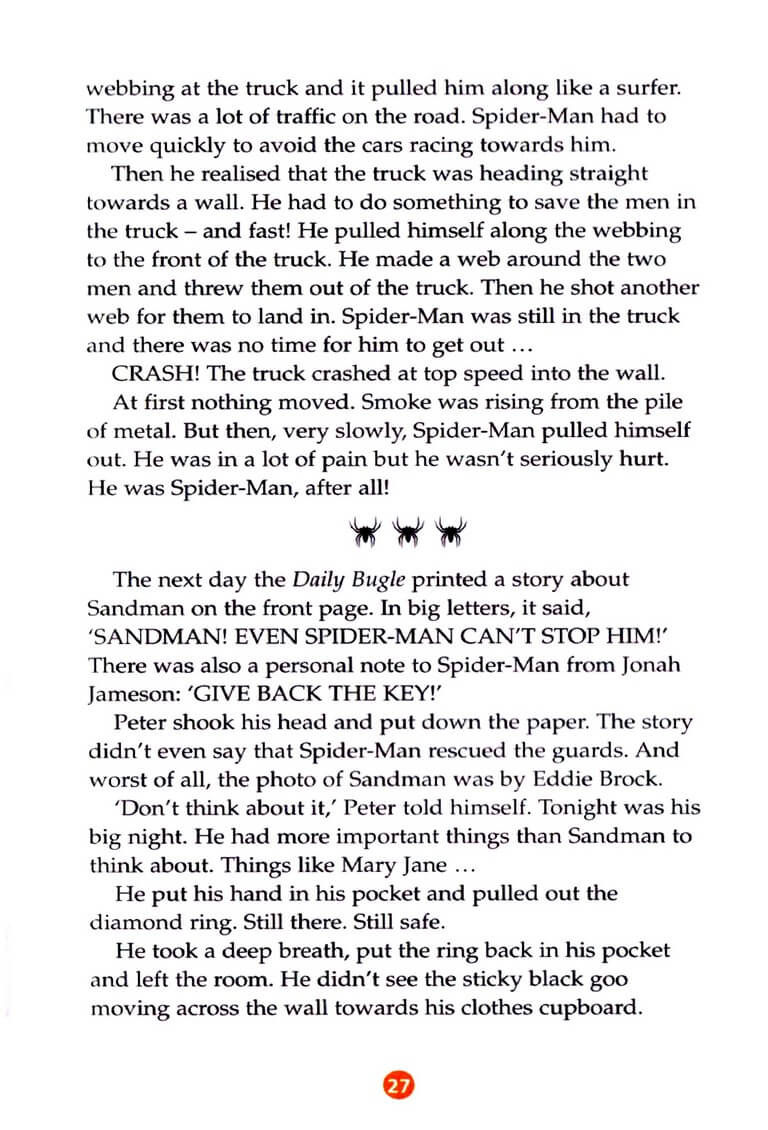 webbing at the truck and it pulled him along like a surfer.
There was a lot of traffic on the road. Spider-Man had to
move quickly to avoid the cars racing towards him.
Then he realised that the truck was heading straight
towards a wall. He had to do something to save the men in
the truck – and fast! He pulled himself along the webbing
to the front of the truck. He made a web around the two
men and threw them out of the truck. Then he shot another
web for them to land in. Spider-Man was still in the truck
and there was no time for him to get out …
CRASH! The truck crashed at top speed into the wall.
At first nothing moved. Smoke was rising from the pile
of metal. But then, very slowly, Spider-Man pulled himself
out. He was in a lot of pain but he wasn't seriously hurt.
He was Spider-Man, after all!
The next day the Daily Bugle printed a story about
Sandman on the front page. In big letters, it said,
‘SANDMAN! EVEN SPIDER-MAN CAN'T STOP HIM!’
There was also a personal note to Spider-Man from Jonah
Jameson: ‘GIVE BACK THE KEY!’
Peter shook his head and put down the paper. The story
didn't even say that Spider-Man rescued the guards. And
worst of all, the photo of Sandman was by Eddie Brock.
‘Don't think about it,’ Peter told himself. Tonight was his
big night. He had more important things than Sandman to
think about. Things like Mary Jane …
He put his hand in his pocket and pulled out the
diamond ring. Still there. Still safe.
He took a deep breath, put the ring back in his pocket
and left the room. He didn't see the sticky black goo
moving across the wall towards his clothes cupboard.
27